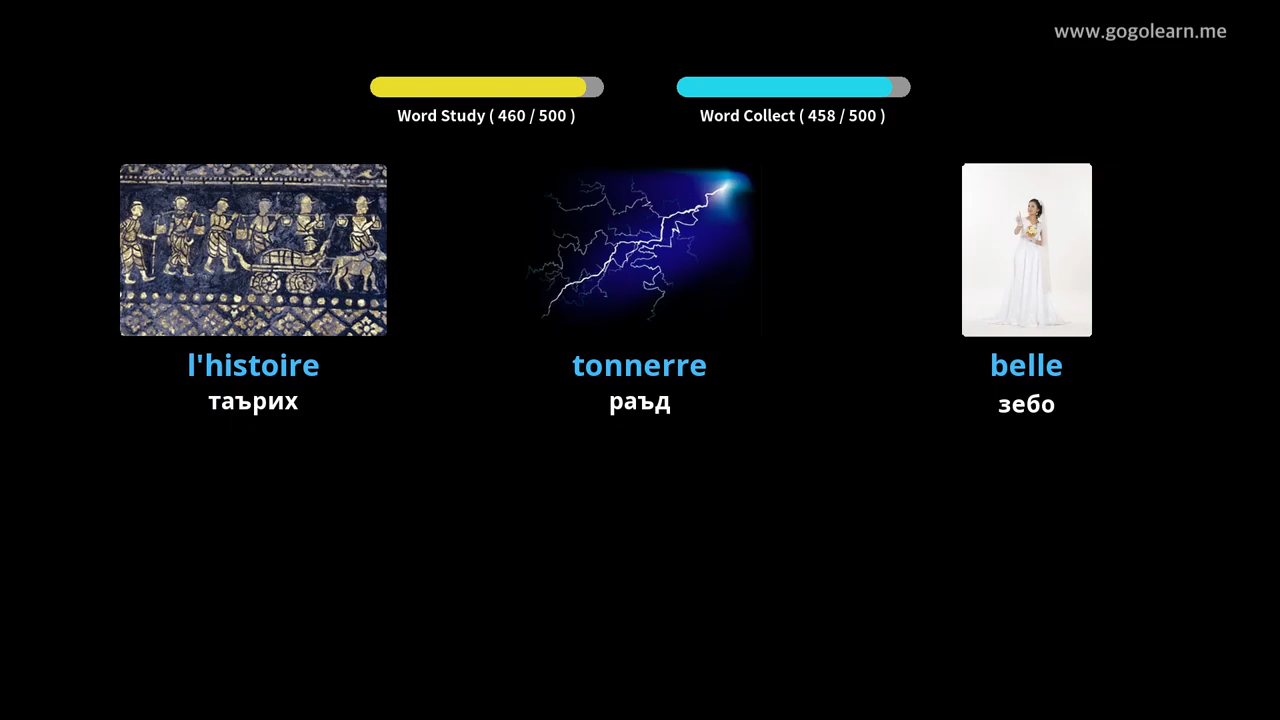 www.gogolearn.me
Word Study ( 460 / 500 )
Word Collect ( 458 / 500 )
l'histoire
таърих
tonnerre
раъд
belle
зебо